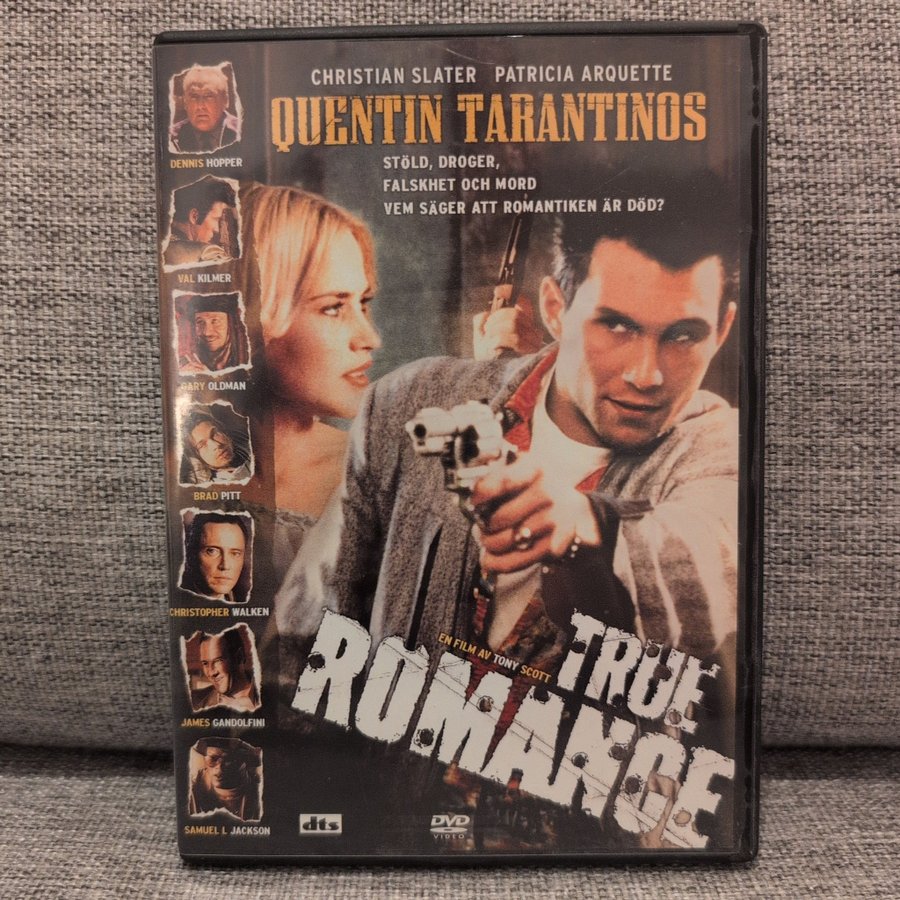 CHRISTIAN SLATER PATRICIA ARQUETTE
QUENTIN TARANTINOS
STÖLD, DROGER,
FALSKHET OCH MORD
VEM SÄGER ATT ROMANTIKEN ÄR DÖD?
DENNIS HOPPER
VAL KILMER
GARY OLDMAN
BRAD PITT
CHRISTOPHER WALKEN
JAMES GANDOLFINI
SAMUEL L JACKSON
EN FILM AV TONY SCOTT
TRUE
ROMANCE
dts
DVD
VIDEO